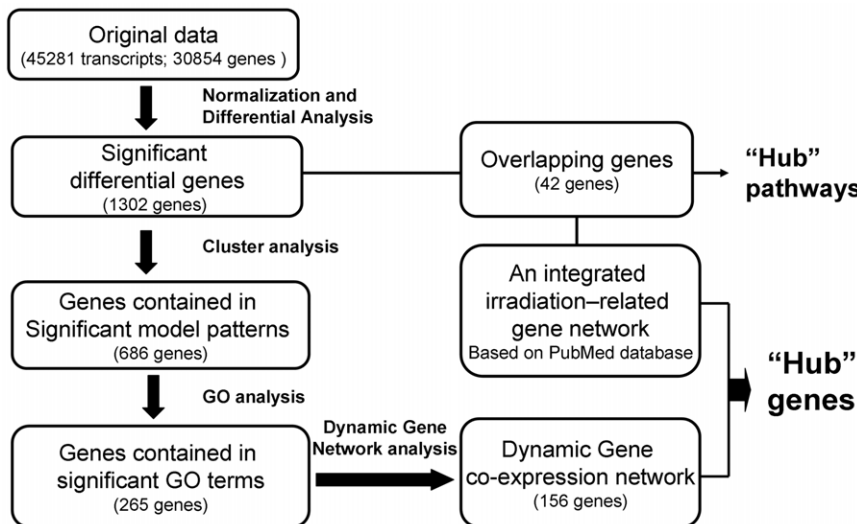 Original data
(45281 transcripts; 30854 genes )
Normalization and
Differential Analysis
Significant
differential genes
(1302 genes)
Overlapping genes
(42 genes)
“Hub”
pathways
Cluster analysis
Genes contained in
Significant model patterns
(686 genes)
An integrated
irradiation–related
gene network
Based on PubMed database
“Hub”
genes
GO analysis
Genes contained in
significant GO terms
(265 genes)
Dynamic Gene
Network analysis
Dynamic Gene
co-expression network
(156 genes)